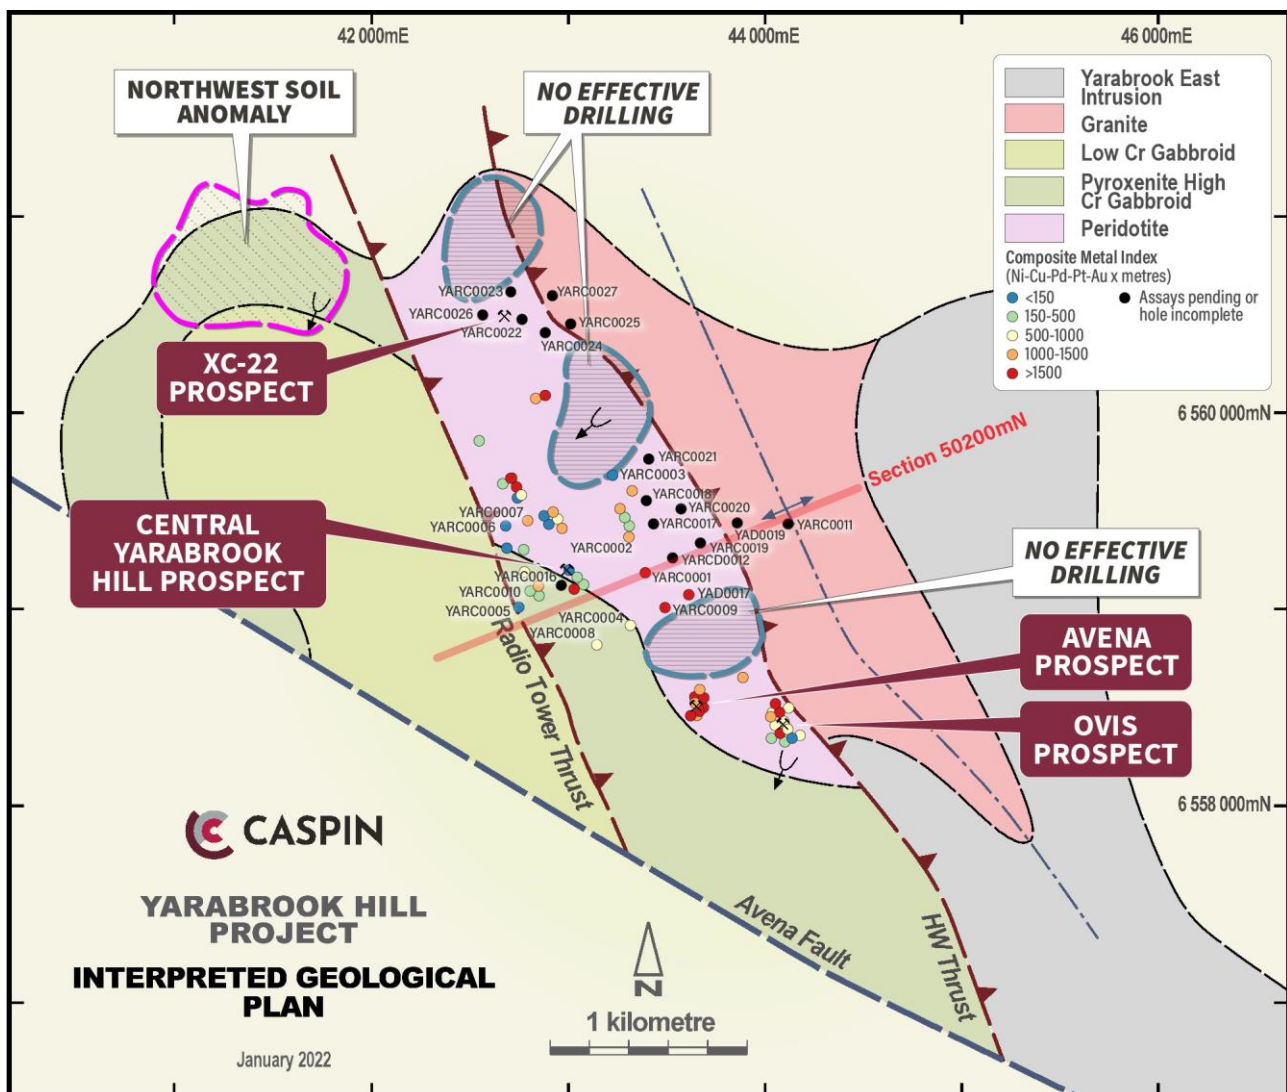 42 000mE
44 000mE
46 000mE
NORTHWEST SOIL
ANOMALY
NO EFFECTIVE
DRILLING
Yarabrook East
Intrusion
Granite
Low Cr Gabbroid
Pyroxenite High
Cr Gabbroid
Peridotite
Composite Metal Index
(Ni-Cu-Pd-Pt-Au x metres)
<150
150-500
500-1000
1000-1500
>1500
Assays pending or
hole incomplete
YARC0023
YARC0027
YARC0026
YARC0022
YARC0025
YARC0024
XC-22
PROSPECT
6 560 000mN
Section 50200mN
YARC0021
YARC0003
YARC0018
YARC0020
YARC0007
YARC0006
YARC0017
YAD0019
YARC0011
YARC0002
YARC0019
YARCD0012
CENTRAL
YARABROOK
HILL PROSPECT
YARC0016
YARC0001
YARC0010
YAD0017
YARC0005
YARC0009
YARC0004
YARC0008
NO EFFECTIVE
DRILLING
AVENA
PROSPECT
OVIS
PROSPECT
Radio Tower Thrust
6 558 000mN
CASPIN
YARABROOK HILL
PROJECT
INTERPRETED GEOLOGICAL
PLAN
January 2022
Avena Fault
HW Thrust
N
1 kilometre